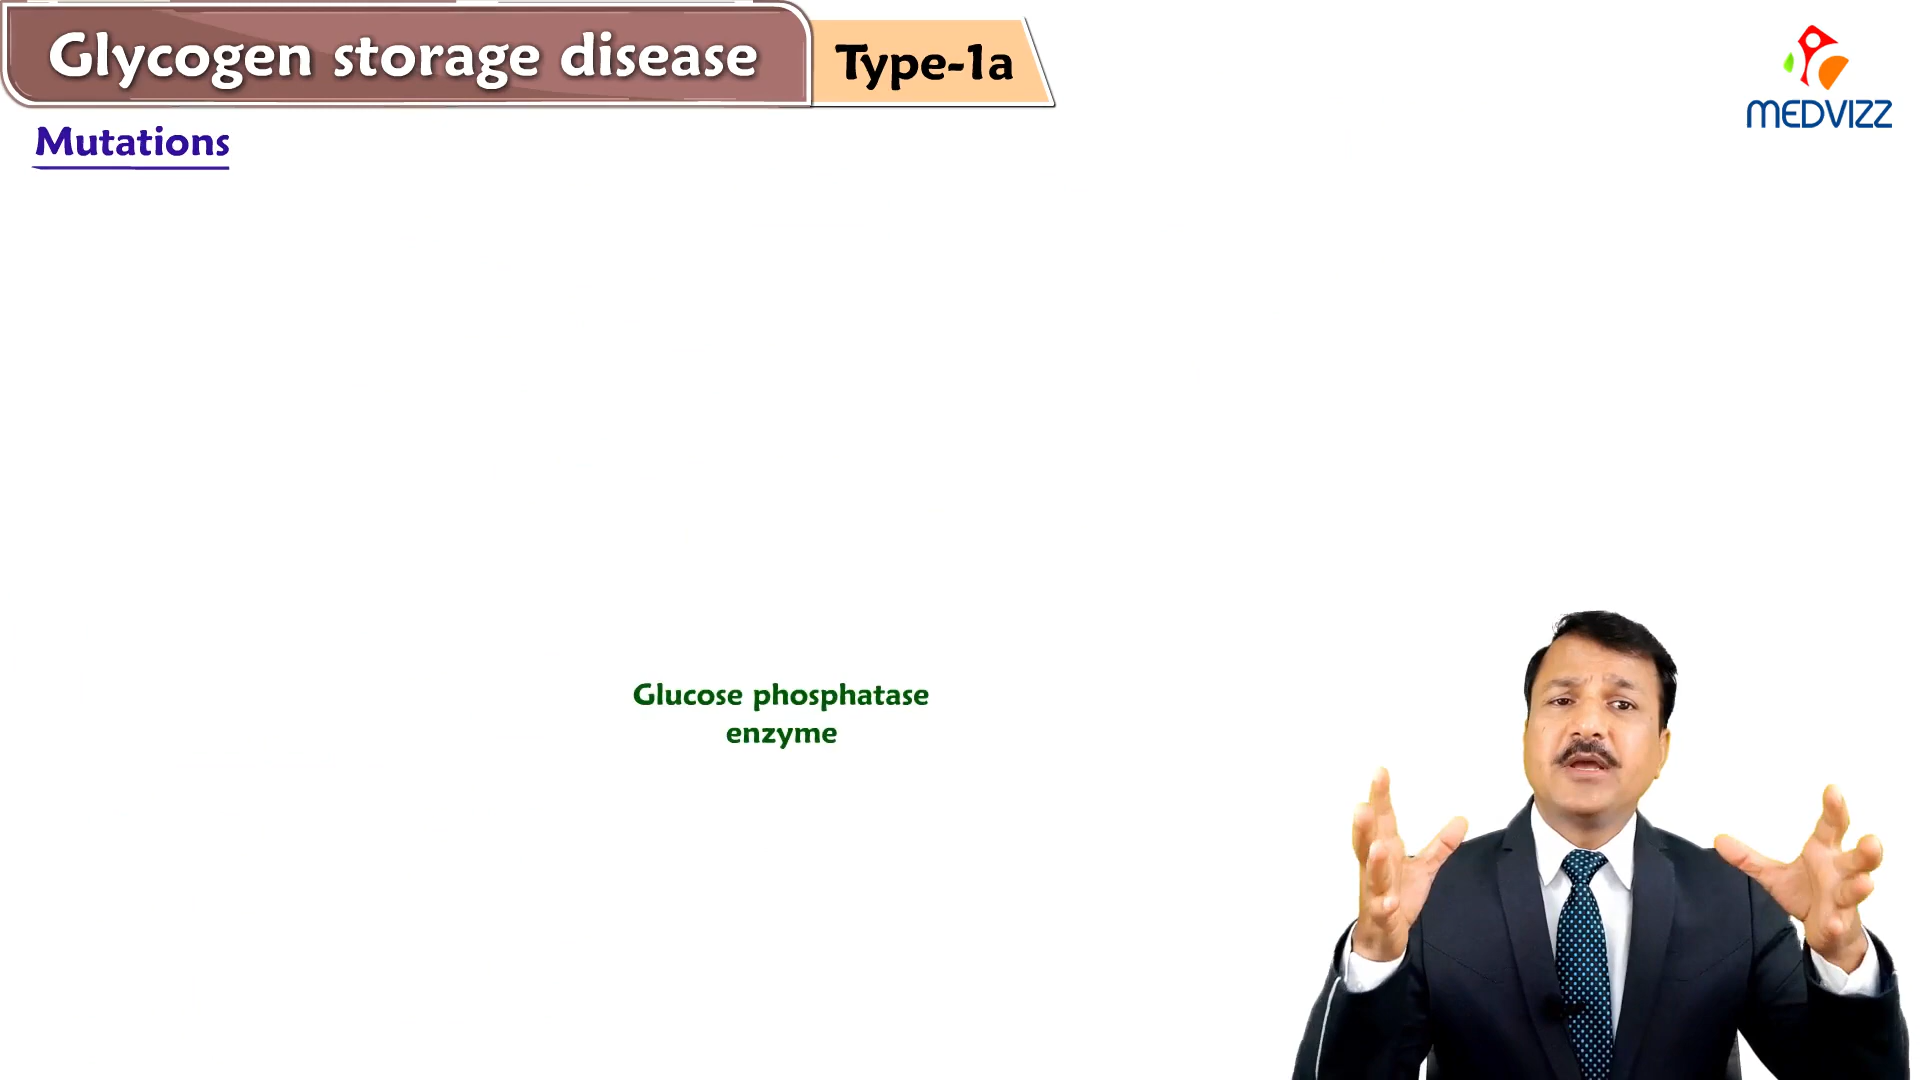 Glycogen storage disease
Type-1a
MEDVIZZ
Mutations
Glucose phosphatase
enzyme